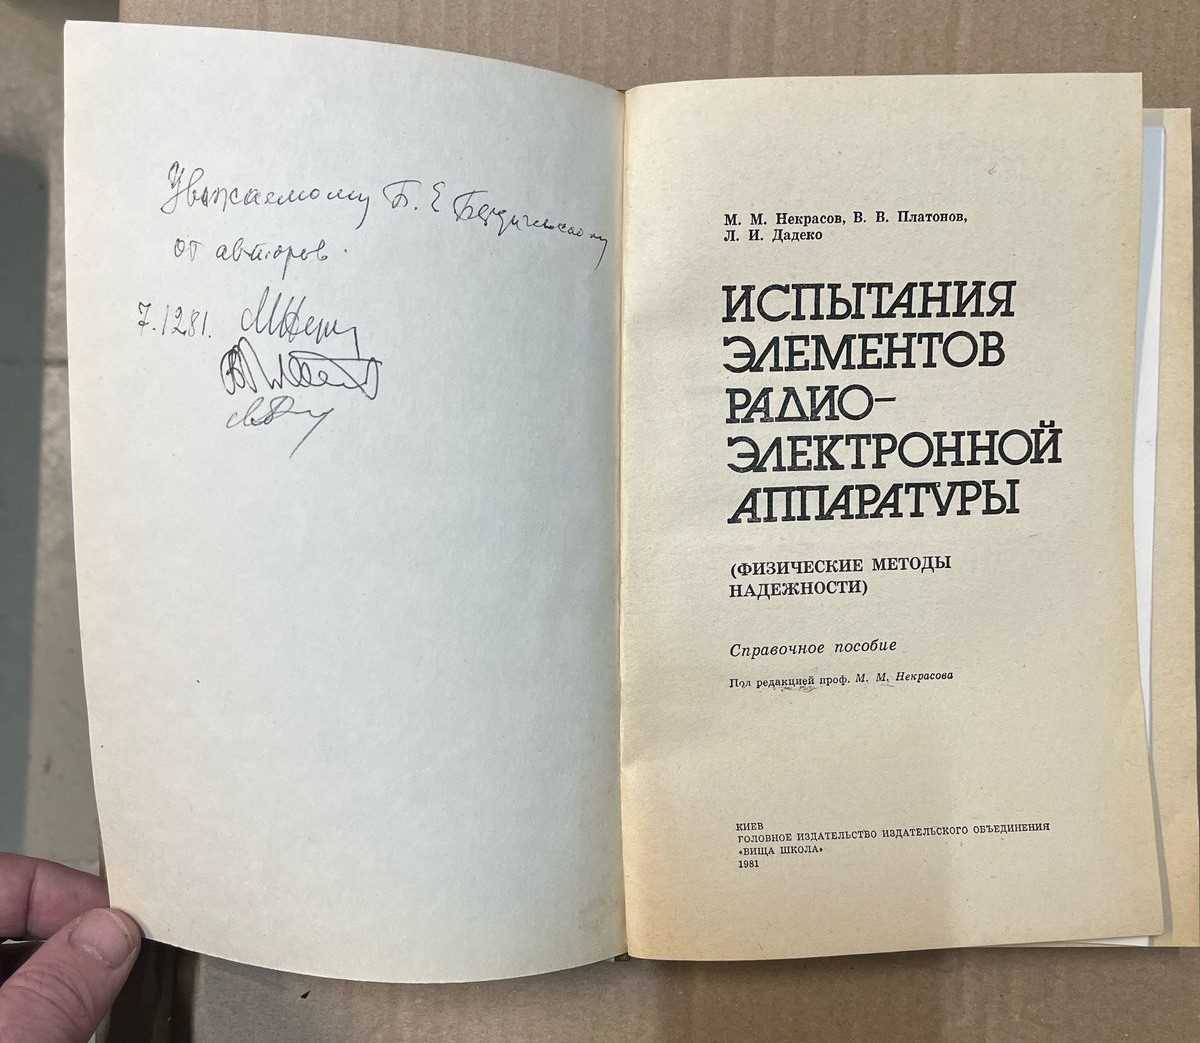 Уважаемому Б. Е Бердичевскому
от авторов.
7.12 81.
М. М. Некрасов, В. В. Платонов,
Л. И. Дадеко
ИСПЫТАНИЯ
ЭЛЕМЕНТОВ
РАДИО-
ЭЛЕКТРОННОЙ
АППАРАТУРЫ
(ФИЗИЧЕСКИЕ МЕТОДЫ
НАДЕЖНОСТИ)
Справочное пособие
Под редакцией проф. М. М. Некрасова
КИЕВ
ГОЛОВНОЕ ИЗДАТЕЛЬСТВО ИЗДАТЕЛЬСКОГО ОБЪЕДИНЕНИЯ
«ВИЩА ШКОЛА»
1981